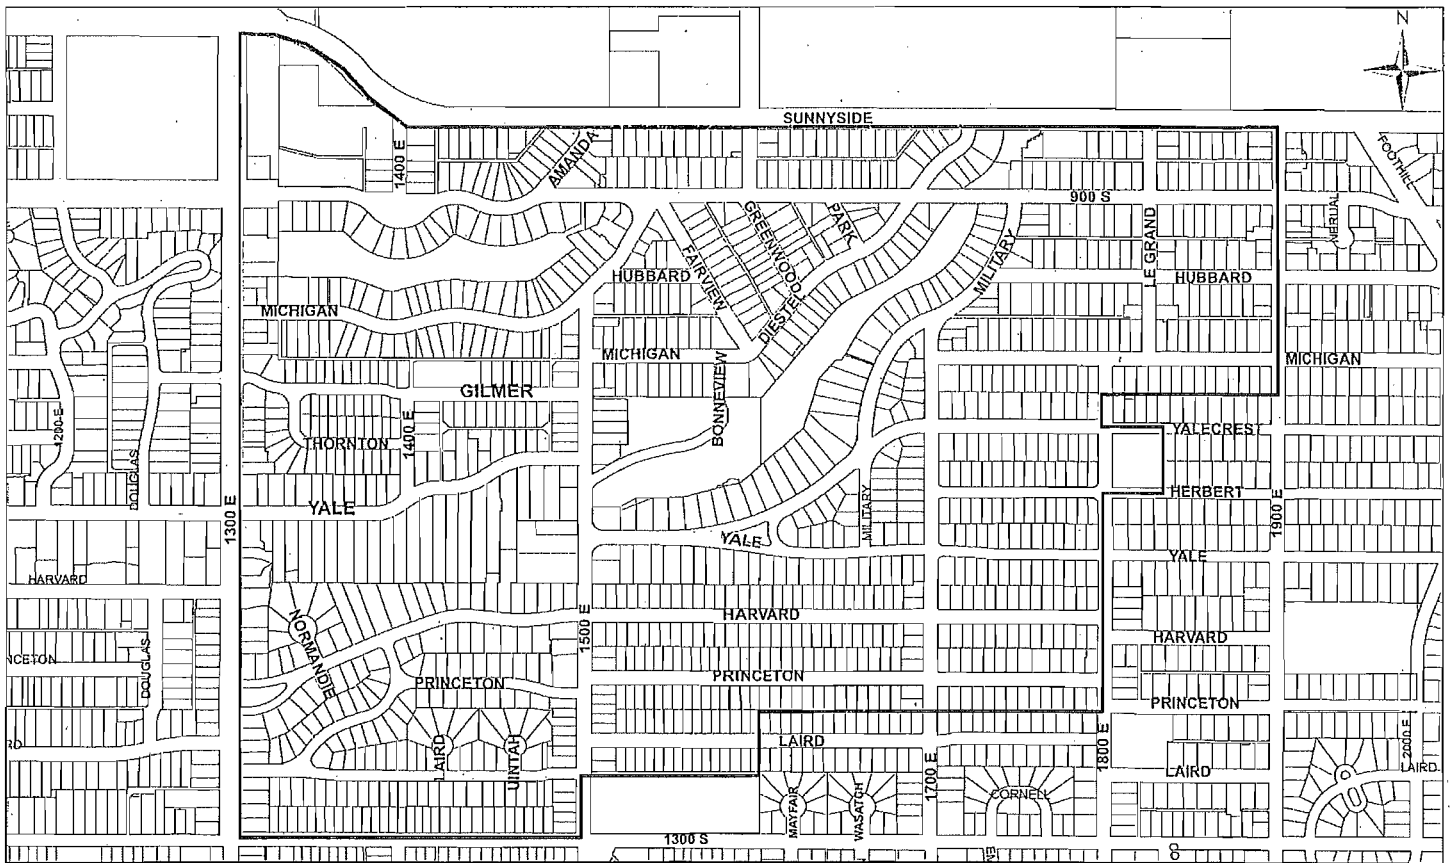 N
SUNNYSIDE
FOOTHILL
AMANDA
1400 E
900 S
PARK
GREENWOOD
FAIRVIEW
MILITARY
LE GRAND
HUBBARD
HUBBARD
MICHIGAN
DIESTEL
MICHIGAN
MICHIGAN
BONNEVIEW
GILMER
1200 E
THORNTON
1400 E
YALECREST
DOUGLAS
YALE
1300 E
MILITARY
HERBERT
1900 E
YALE
YALE
HARVARD
NORMANDIE
1500 E
HARVARD
HARVARD
DOUGLAS
NCETON
PRINCETON
PRINCETON
PRINCETON
RD
LAIRD
UINTAH
LAIRD
1700 E
1800 E
LAIRD
2000 E
LAIRD
MAYFAIR
WASATCH
CORNELL
1300 S